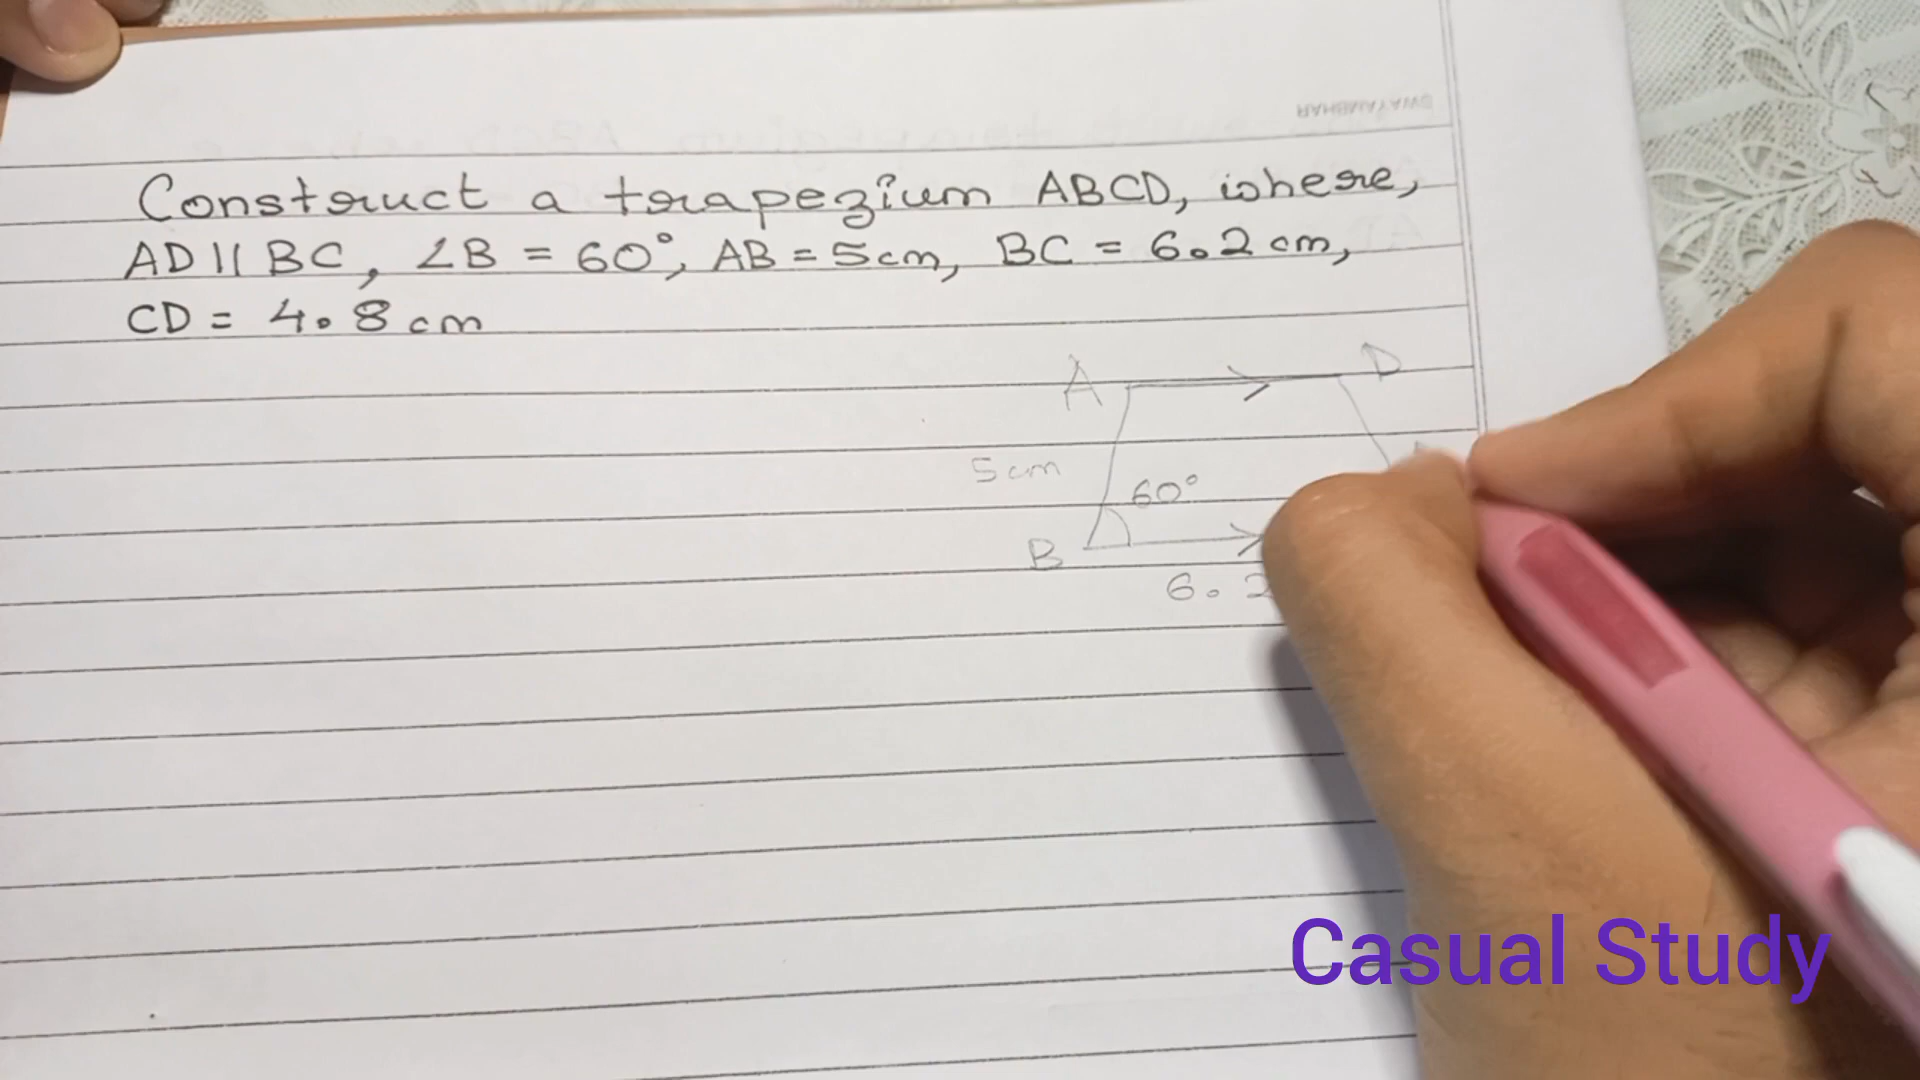 Construct a trapezium ABCD, where,
AD || BC, ∠B = 60°, AB = 5cm, BC = 6.2cm,
CD = 4.8 cm
A
D
5cm
60°
B
6.2
Casual Study